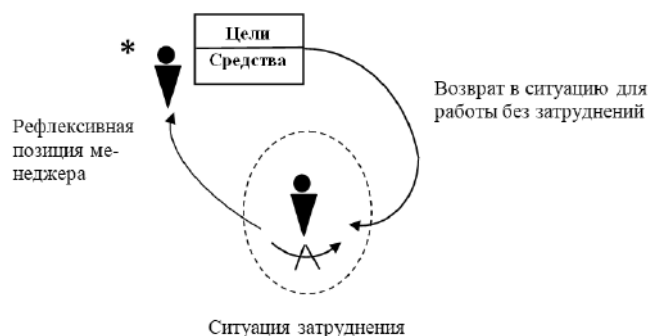 *
Цели
Средства
Возврат в ситуацию для
работы без затруднений
Рефлексивная
позиция ме-
неджера
Ситуация затруднения